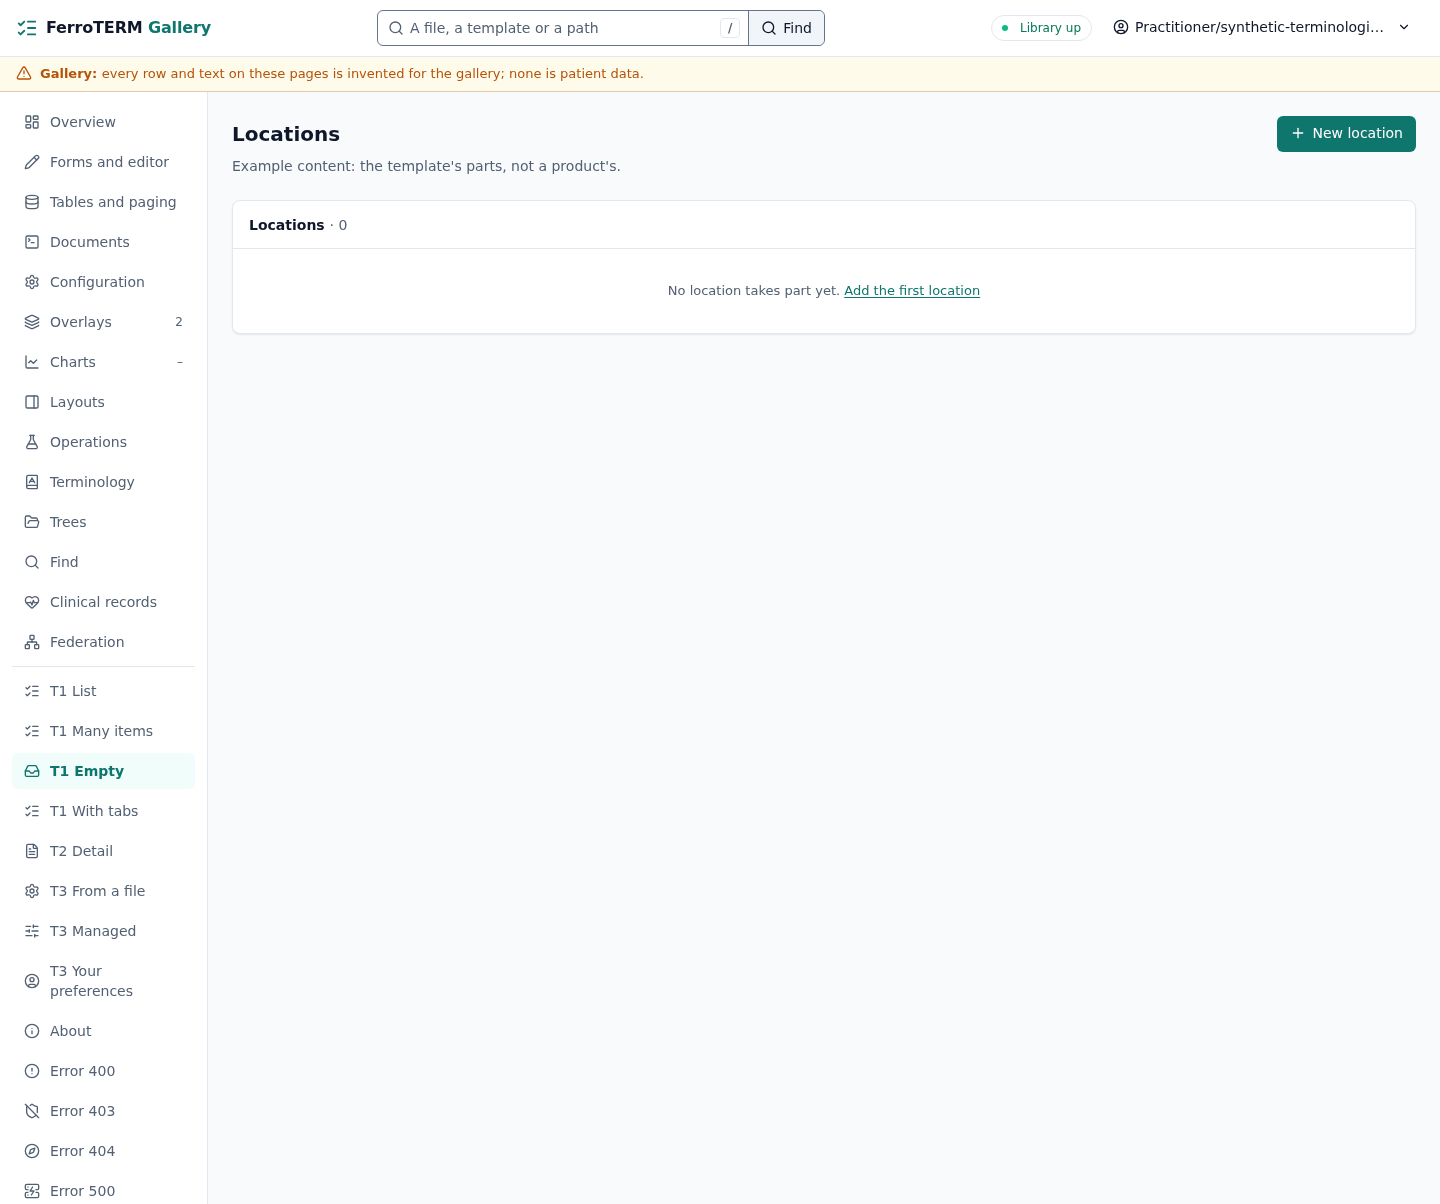 FerroTERM Gallery
A file, a template or a path
/
Find
Library up
Practitioner/synthetic-terminologi…
Gallery: every row and text on these pages is invented for the gallery; none is patient data.
Overview
Forms and editor
Tables and paging
Documents
Configuration
Overlays 2
Charts –
Layouts
Operations
Terminology
Trees
Find
Clinical records
Federation
T1 List
T1 Many items
T1 Empty
T1 With tabs
T2 Detail
T3 From a file
T3 Managed
T3 Your
preferences
About
Error 400
Error 403
Error 404
Error 500
Locations
New location
Example content: the template's parts, not a product's.
Locations · 0
No location takes part yet. Add the first location